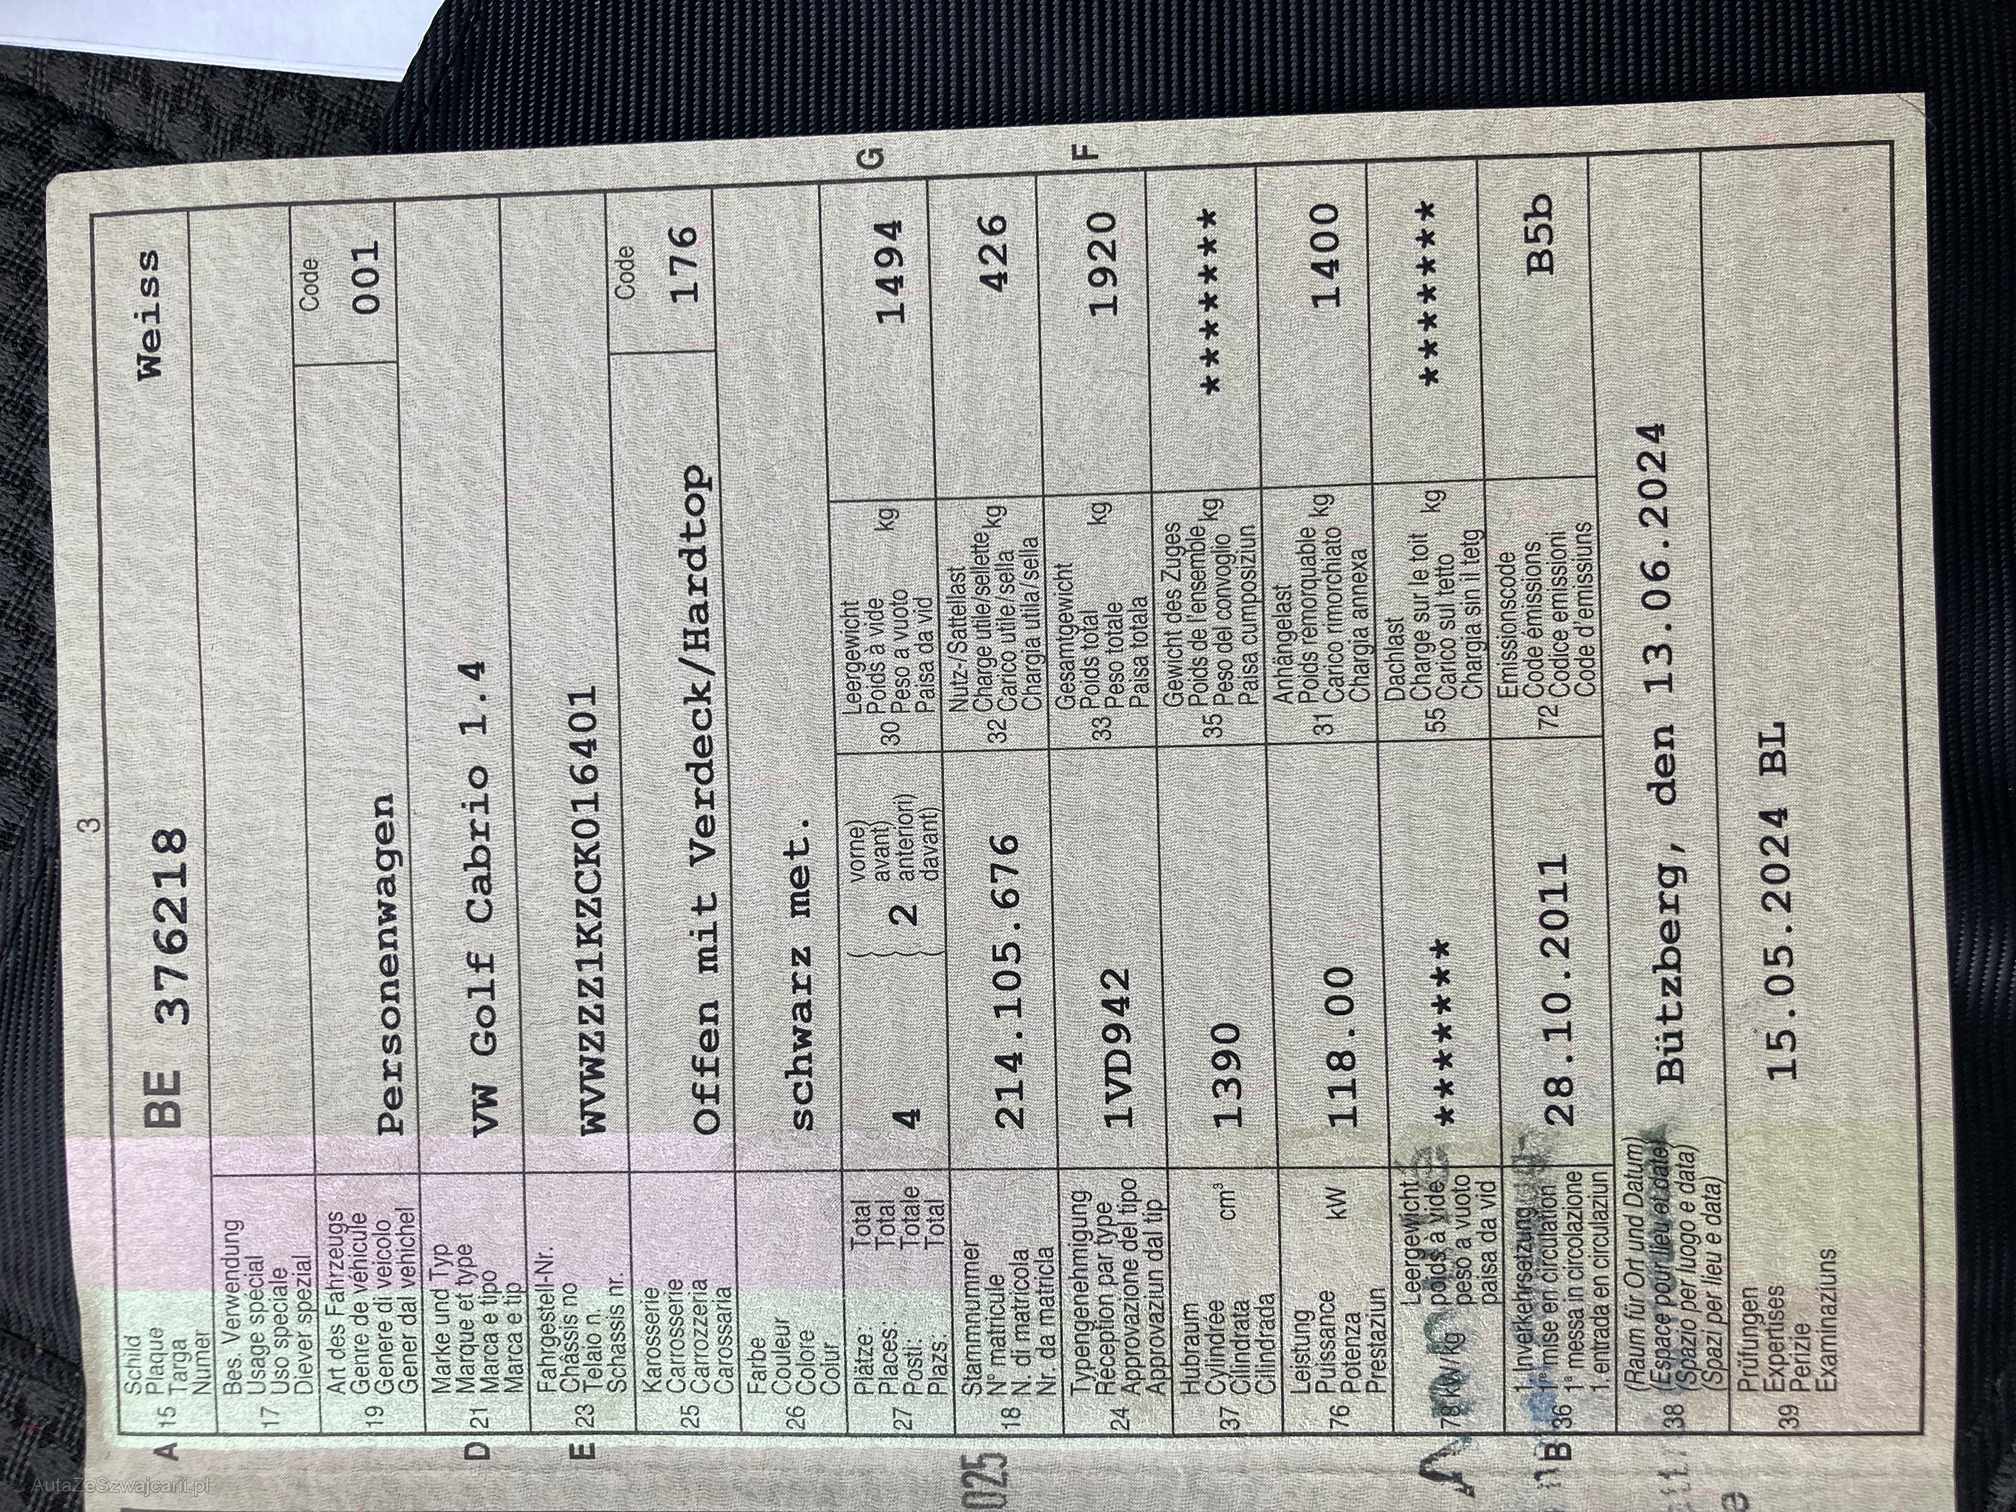 3
A 15 Schild
Plaque
Targa
Numer
BE 376218 Weiss
17 Bes. Verwendung
Usage spécial
Uso speciale
Diever spezial
19 Art des Fahrzeugs
Genre de véhicule
Genere di veicolo
Gener dal vehichel
Personenwagen
Code
001
D 21 Marke und Typ
Marque et type
Marca e tipo
Marca e tip
VW Golf Cabrio 1.4
E 23 Fahrgestell-Nr.
Châssis no
Telaio n.
Schassis nr.
WVWZZZ1KZCK016401
25 Karosserie
Carrosserie
Carrozzeria
Carossaria
Offen mit Verdeck/Hardtop
Code
176
26 Farbe
Couleur
Colore
Colur
schwarz met.
27 Plätze: Total
Places: Total
Posti: Totale
Plazs: Total
4
vorne)
avant)
2 anteriori)
davant)
30 Leergewicht
Poids à vide kg
Peso a vuoto
Paisa da vid
1494 G
18 Stammnummer
N° matricule
N. di matricola
Nr. da matricla
214.105.676
32 Nutz-/Sattellast
Charge utile/sellette kg
Carico utile/sella
Chargia utila/sella
426
24 Typengenehmigung
Réception par type
Approvazione del tipo
Approvaziun dal tip
1VD942
33 Gesamtgewicht
Poids total kg
Peso totale
Paisa totala
1920 F
37 Hubraum
Cylindrée cm³
Cilindrata
Cilindrada
1390
35 Gewicht des Zuges
Poids de l'ensemble kg
Peso del convoglio
Paisa cumposiziun
*******
76 Leistung
Puissance kW
Potenza
Prestaziun
118.00
31 Anhängelast
Poids remorquable kg
Carico rimorchiato
Chargia annexa
1400
78 kW/kg Leergewicht
poids à vide
peso a vuoto
paisa da vid
*******
55 Dachlast
Charge sur le toit kg
Carico sul tetto
Chargia sin il tetg
*******
B 36 1. Inverkehrsetzung
1re mise en circulation
1ª messa in circolazione
1. entrada en circulaziun
28.10.2011
72 Emissionscode
Code émissions
Codice emissioni
Code d'emissiuns
B5b
38 (Raum für Ort und Datum)
(Espace pour lieu et date)
(Spazio per luogo e data)
(Spazi per lieu e data)
Bützberg, den 13.06.2024
39 Prüfungen
Expertises
Perizie
Examinaziuns
15.05.2024 BL
025
AutaZeSzwajcarii.pl